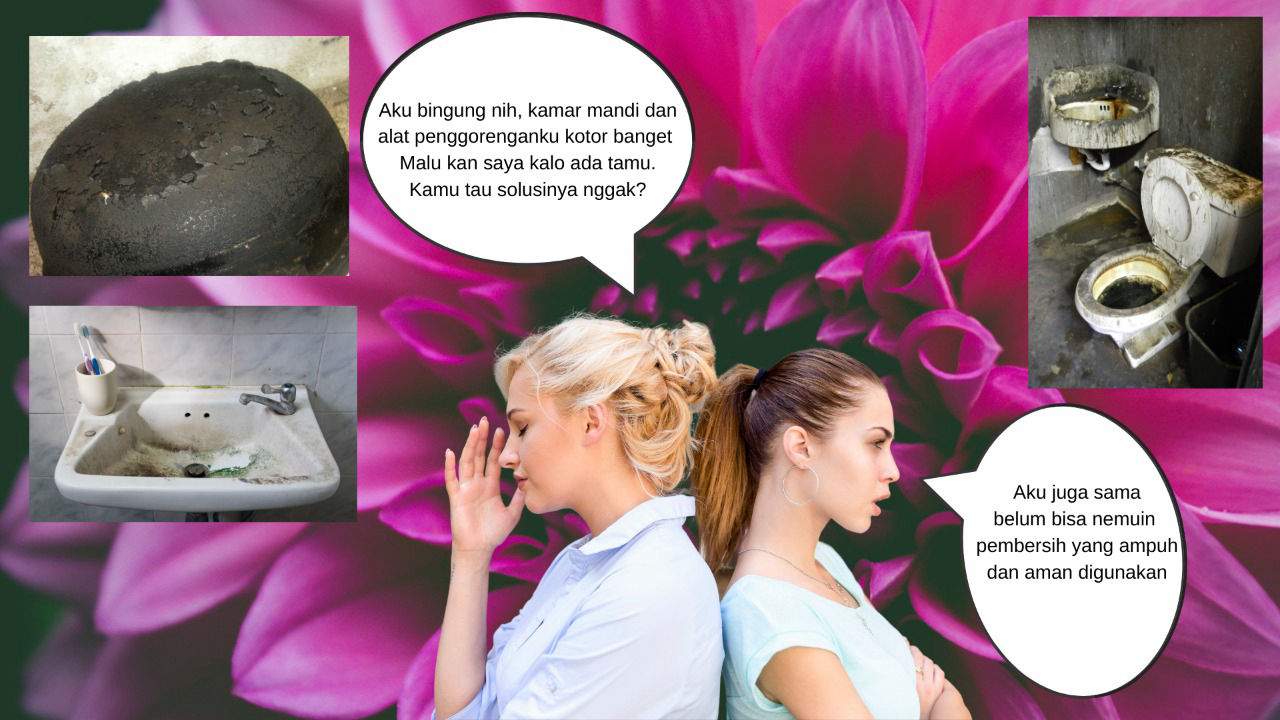 Aku bingung nih, kamar mandi dan
alat penggorenganku kotor banget
Malu kan saya kalo ada tamu.
Kamu tau solusinya nggak?
Aku juga sama
belum bisa nemuin
pembersih yang ampuh
dan aman digunakan